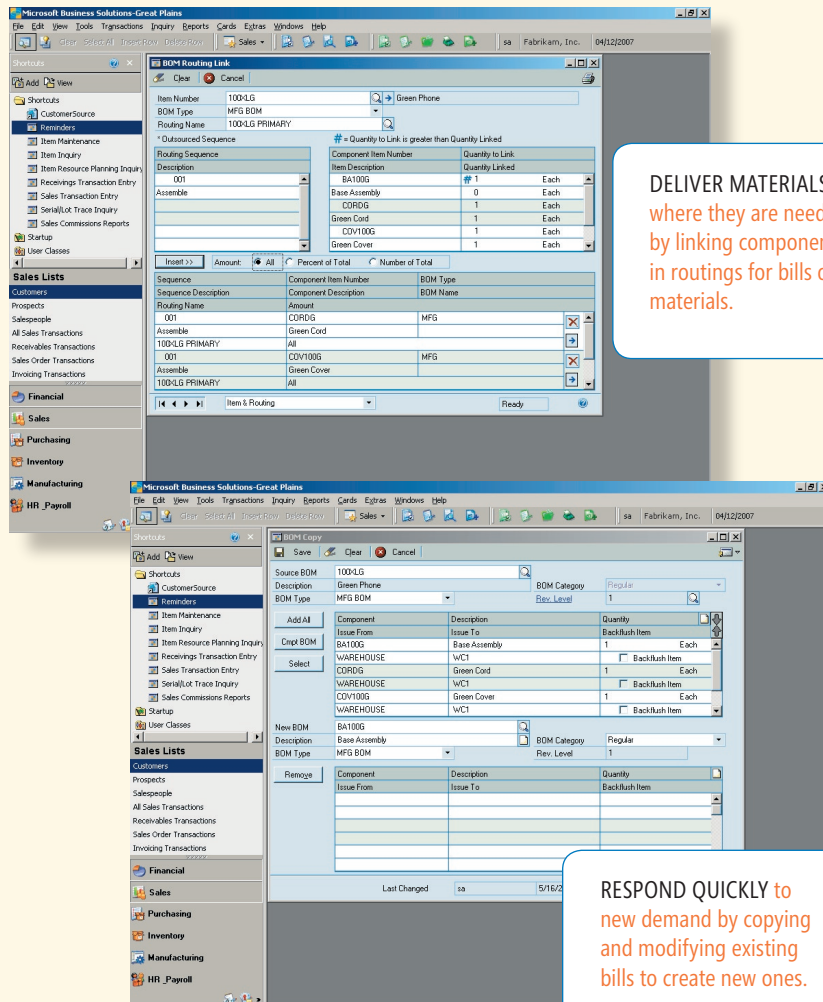 Microsoft Business Solutions-Great Plains
File Edit View Tools Transactions Inquiry Reports Cards Extras Windows Help
Clear Select All Insert Row Delete Row Sales sa Fabrikam, Inc. 04/12/2007
Shortcuts
Add View
Shortcuts
CustomerSource
Reminders
Item Maintenance
Item Inquiry
Item Resource Planning Inquiry
Receivings Transaction Entry
Sales Transaction Entry
Serial/Lot Trace Inquiry
Sales Commissions Reports
Startup
User Classes
Sales Lists
Customers
Prospects
Salespeople
All Sales Transactions
Receivables Transactions
Sales Order Transactions
Invoicing Transactions
Financial
Sales
Purchasing
Inventory
Manufacturing
HR _Payroll
BOM Routing Link
Clear Cancel
Item Number 100XLG Green Phone
BOM Type MFG BOM
Routing Name 100XLG PRIMARY
* Outsourced Sequence # = Quantity to Link is greater than Quantity Linked
Routing Sequence Component Item Number Quantity to Link
Description Item Description Quantity Linked
001 BA100G # 1 Each
Assemble Base Assembly 0 Each
CORDG 1 Each
Green Cord 1 Each
COV100G 1 Each
Green Cover 1 Each
Insert >> Amount: All Percent of Total Number of Total
Sequence Component Item Number BOM Type
Sequence Description Component Description BOM Name
Routing Name Amount
001 CORDG MFG
Assemble Green Cord
100XLG PRIMARY All
001 COV100G MFG
Assemble Green Cover
100XLG PRIMARY All
Item & Routing Ready
DELIVER MATERIALS
where they are need
by linking componen
in routings for bills o
materials.
Microsoft Business Solutions-Great Plains
File Edit View Tools Transactions Inquiry Reports Cards Extras Windows Help
Clear Select All Insert Row Delete Row Sales sa Fabrikam, Inc. 04/12/2007
Shortcuts
Add View
Shortcuts
CustomerSource
Reminders
Item Maintenance
Item Inquiry
Item Resource Planning Inquiry
Receivings Transaction Entry
Sales Transaction Entry
Serial/Lot Trace Inquiry
Sales Commissions Reports
Startup
User Classes
Sales Lists
Customers
Prospects
Salespeople
All Sales Transactions
Receivables Transactions
Sales Order Transactions
Invoicing Transactions
Financial
Sales
Purchasing
Inventory
Manufacturing
HR _Payroll
BOM Copy
Save Clear Cancel
Source BOM 100XLG
Description Green Phone BOM Category Regular
BOM Type MFG BOM Rev. Level 1
Add All Component Description Quantity
Issue From Issue To Backflush Item
Cmpt BOM BA100G Base Assembly 1 Each
WAREHOUSE WC1 Backflush Item
Select CORDG Green Cord 1 Each
WAREHOUSE WC1 Backflush Item
COV100G Green Cover 1 Each
WAREHOUSE WC1 Backflush Item
New BOM BA100G
Description Base Assembly BOM Category Regular
BOM Type MFG BOM Rev. Level 1
Remove Component Description Quantity
Issue From Issue To Backflush Item
Last Changed sa 5/16/2
RESPOND QUICKLY to
new demand by copying
and modifying existing
bills to create new ones.